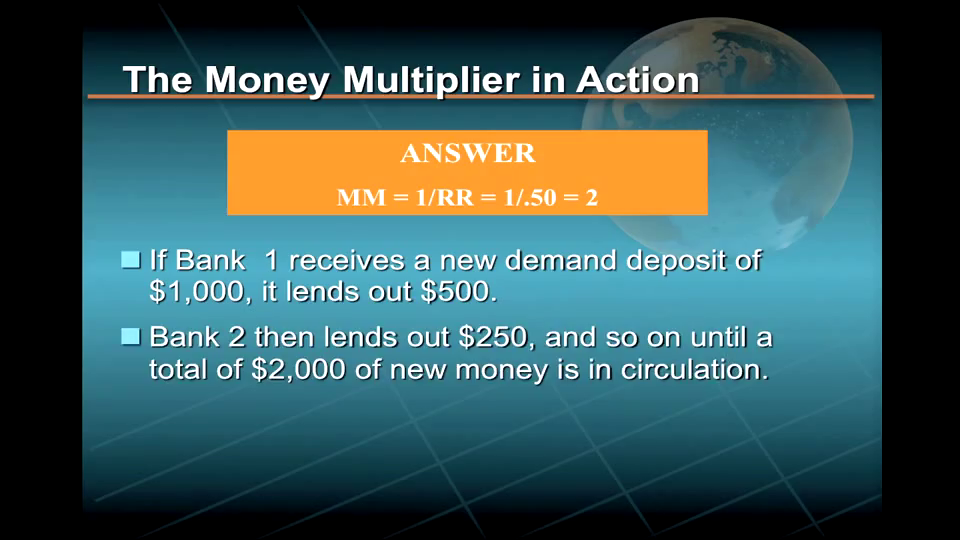 The Money Multiplier in Action
ANSWER
MM = 1/RR = 1/.50 = 2
If Bank  1 receives a new demand deposit of
$1,000, it lends out $500.
Bank 2 then lends out $250, and so on until a
total of $2,000 of new money is in circulation.